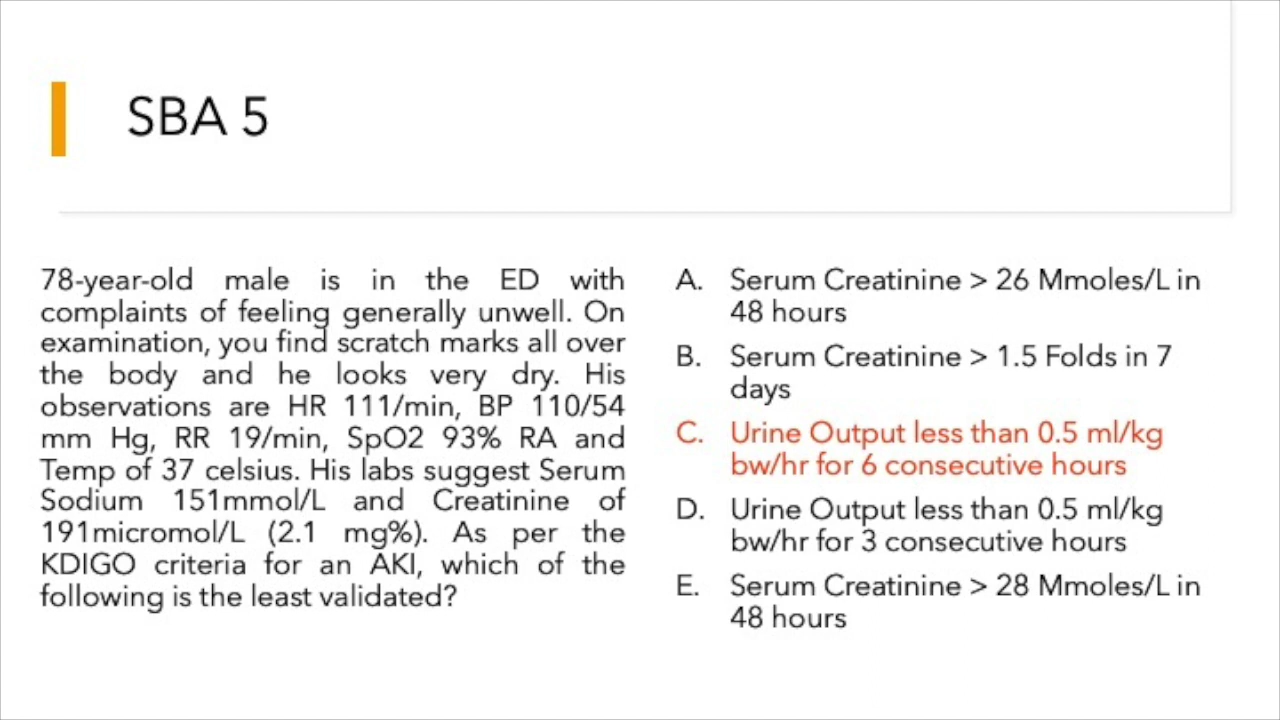 SBA 5
78-year-old male is in the ED with
complaints of feeling generally unwell. On
examination, you find scratch marks all over
the body and he looks very dry. His
observations are HR 111/min, BP 110/54
mm Hg, RR 19/min, SpO2 93% RA and
Temp of 37 celsius. His labs suggest Serum
Sodium 151mmol/L and Creatinine of
191micromol/L (2.1 mg%). As per the
KDIGO criteria for an AKI, which of the
following is the least validated?
A. Serum Creatinine > 26 Mmoles/L in
48 hours
B. Serum Creatinine > 1.5 Folds in 7
days
C. Urine Output less than 0.5 ml/kg
bw/hr for 6 consecutive hours
D. Urine Output less than 0.5 ml/kg
bw/hr for 3 consecutive hours
E. Serum Creatinine > 28 Mmoles/L in
48 hours